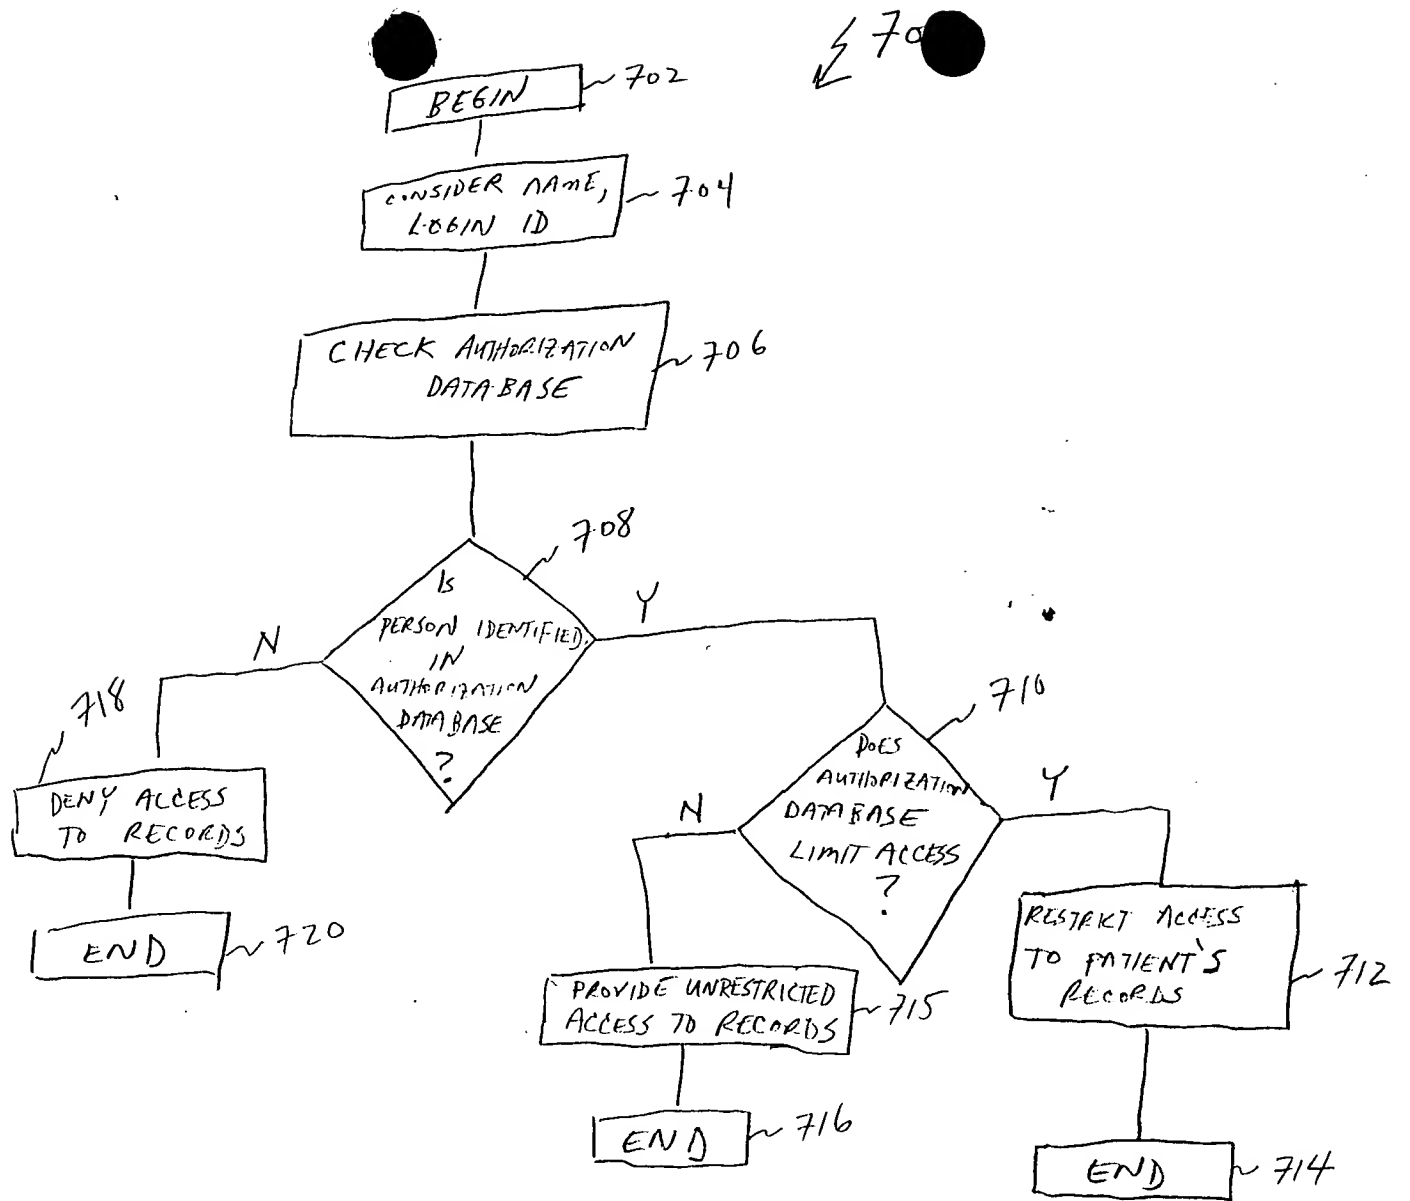 70
BEGIN
702
CONSIDER NAME,
LOGIN ID
704
CHECK AUTHORIZATION
DATABASE
706
708
Is
PERSON IDENTIFIED
IN
AUTHORIZATION
DATABASE
?
N
Y
718
DENY ACCESS
TO RECORDS
END
720
710
DOES
AUTHORIZATION
DATABASE
LIMIT ACCESS
?
N
Y
PROVIDE UNRESTRICTED
ACCESS TO RECORDS
715
END
716
RESTRICT ACCESS
TO PATIENT'S
RECORDS
712
END
714